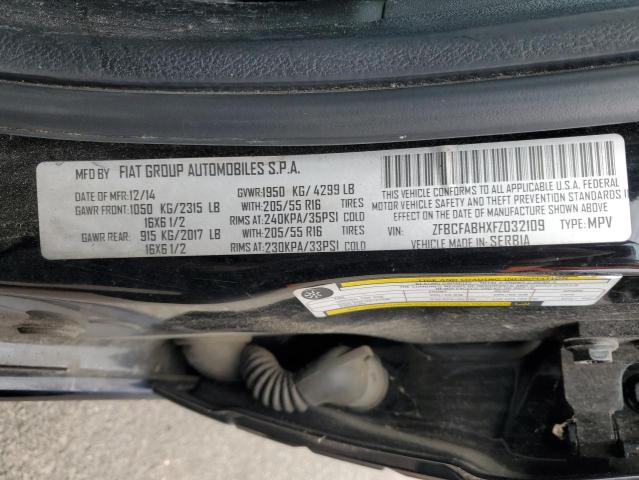 MFD BY FIAT GROUP AUTOMOBILES S.P.A.
DATE OF MFR:12/14 GVWR:1950 KG/ 4299 LB
GAWR FRONT:1050 KG/2315 LB WITH:205/55 R16
16X6 1/2 RIMS AT:240KPA/35PSI
GAWR REAR: 915 KG/2017 LB WITH:205/55 R16
16X6 1/2 RIMS AT:230KPA/33PSI COLD
THIS VEHICLE CONFORMS TO ALL APPLICABLE U.S.A. FEDERAL
MOTOR VEHICLE SAFETY AND THEFT PREVENTION STANDARDS IN
EFFECT ON THE DATE OF MANUFACTURE SHOWN ABOVE.
VIN: ZFBCFABHXFZ032109 TYPE: MPV
VEHICLE MADE IN SERBIA
TIRE AND LOADING INFORMATION